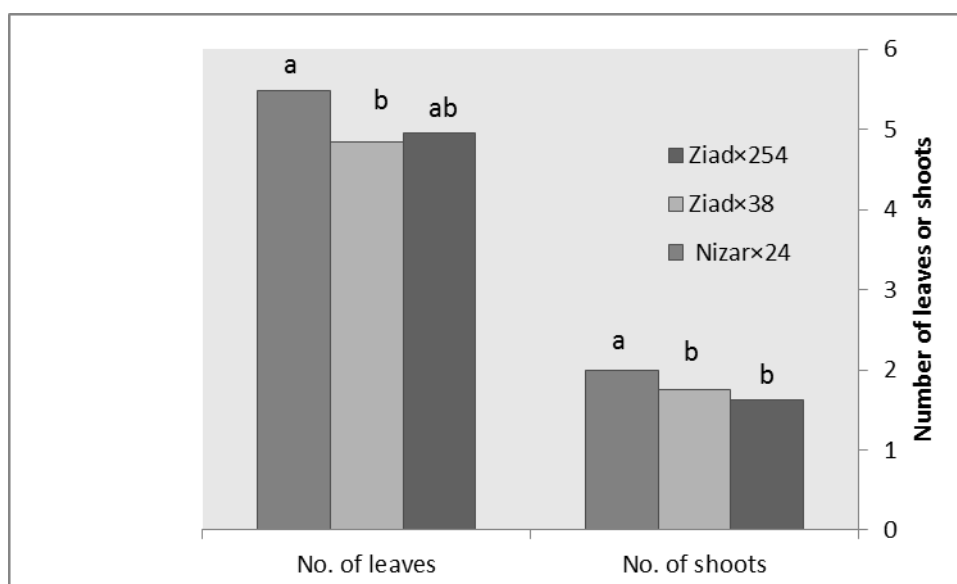 a
b
ab
a
b
b
Ziad×254
Ziad×38
Nizar×24
6
5
4
3
2
1
0
Number of leaves or shoots
No. of leaves
No. of shoots